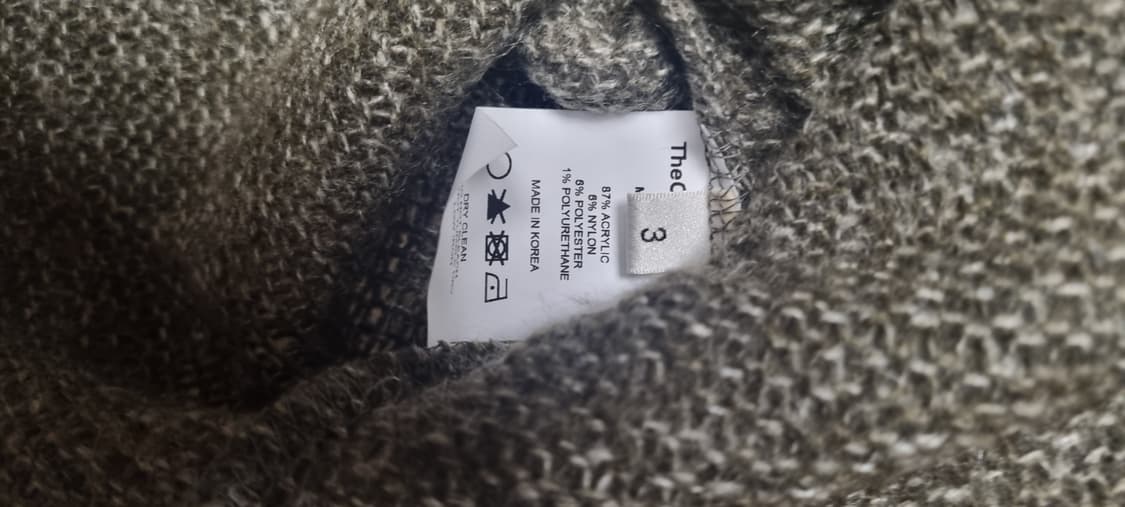 TheC
3
87% ACRYLIC
6% NYLON
6% POLYESTER
1% POLYURETHANE
MADE IN KOREA
DRY CLEAN